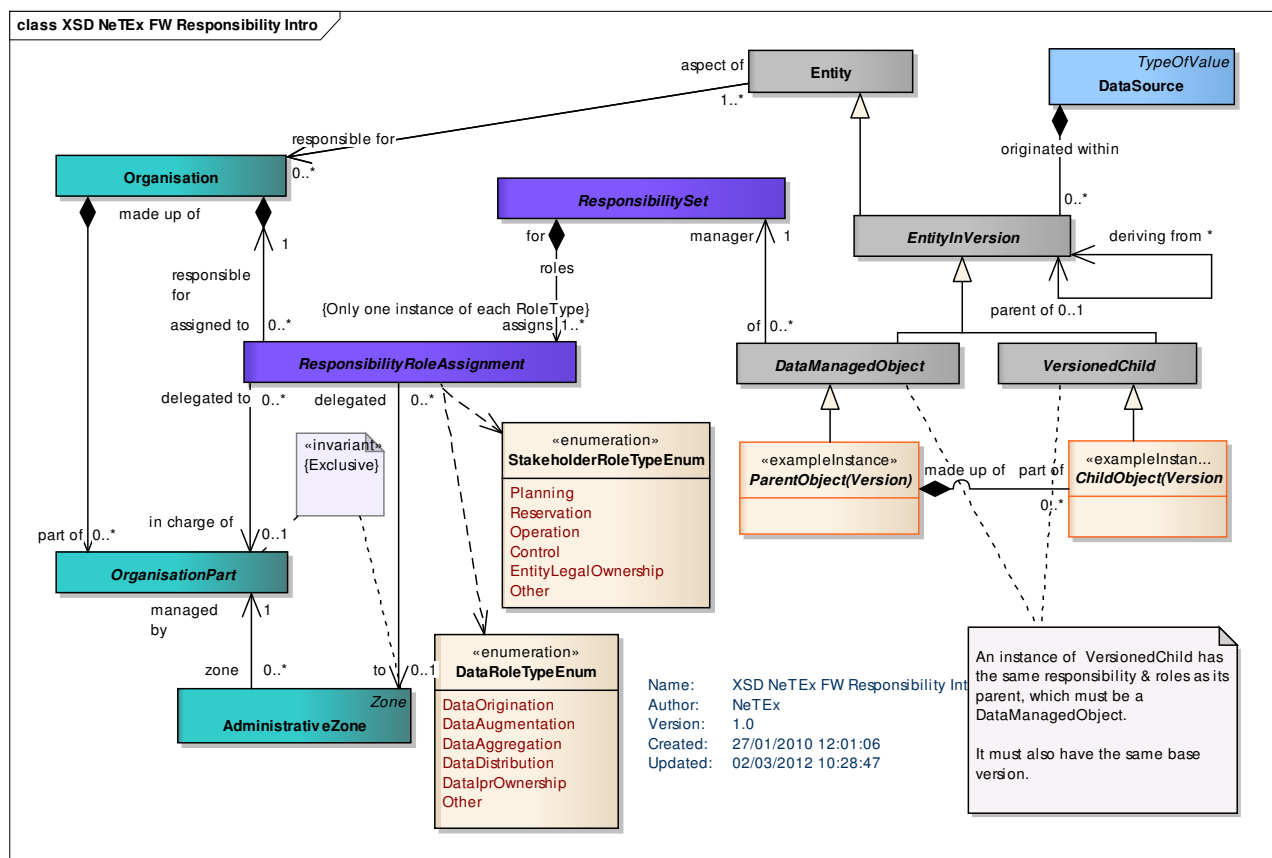 class XSD NeTEx FW Responsibility Intro
aspect of
Entity
1..*
TypeOfValue
DataSource
originated within
0..*
responsible for
0..*
Organisation
made up of
1
responsible
for
assigned to
0..*
ResponsibilitySet
for
manager
1
roles
{Only one instance of each RoleType}
assigns
1..*
EntityInVersion
deriving from *
parent of 0..1
of
0..*
ResponsibilityRoleAssignment
delegated to
0..*
delegated
0..*
DataManagedObject
VersionedChild
«invariant»
{Exclusive}
«enumeration»
StakeholderRoleTypeEnum
Planning
Reservation
Operation
Control
EntityLegalOwnership
Other
«exampleInstance»
ParentObject(Version)
made up of
part of
0..*
«exampleInstan...
ChildObject(Version
in charge of
0..1
part of
0..*
OrganisationPart
managed
by
1
zone
0..*
to
0..1
Zone
AdministrativeZone
«enumeration»
DataRoleTypeEnum
DataOrigination
DataAugmentation
DataAggregation
DataDistribution
DataIprOwnership
Other
Name: XSD NeTEx FW Responsibility Int
Author: NeTEx
Version: 1.0
Created: 27/01/2010 12:01:06
Updated: 02/03/2012 10:28:47
An instance of VersionedChild has
the same responsibility & roles as its
parent, which must be a
DataManagedObject.
It must also have the same base
version.